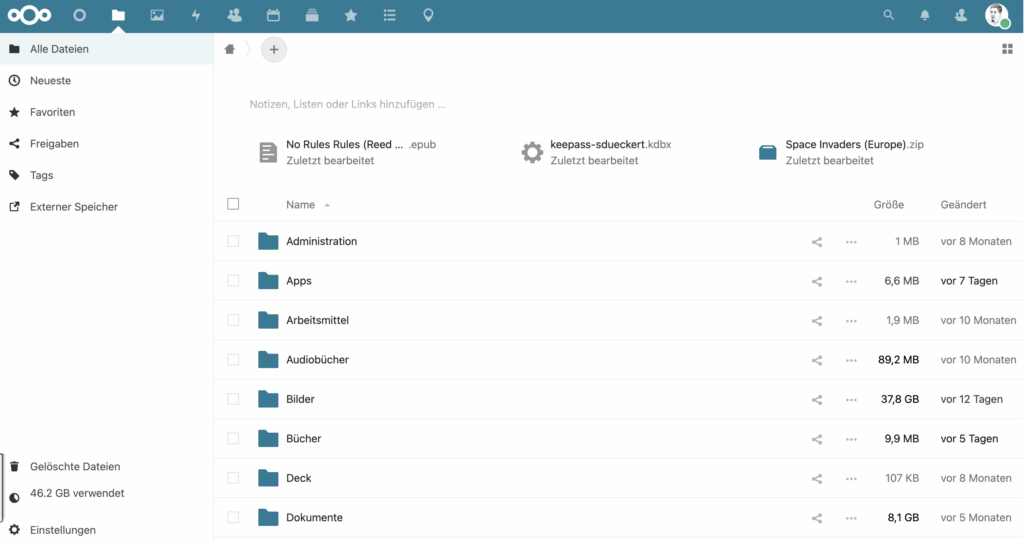 Alle Dateien
Neueste
Favoriten
Freigaben
Tags
Externer Speicher
Gelöschte Dateien
46.2 GB verwendet
Einstellungen
Notizen, Listen oder Links hinzufügen ...
No Rules Rules (Reed ... .epub
Zuletzt bearbeitet
keepass-sdueckert.kdbx
Zuletzt bearbeitet
Space Invaders (Europe).zip
Zuletzt bearbeitet
Name Größe Geändert
Administration 1 MB vor 8 Monaten
Apps 6,6 MB vor 7 Tagen
Arbeitsmittel 1,9 MB vor 10 Monaten
Audiobücher 89,2 MB vor 10 Monaten
Bilder 37,8 GB vor 12 Tagen
Bücher 9,9 MB vor 5 Tagen
Deck 107 KB vor 8 Monaten
Dokumente 8,1 GB vor 5 Monaten